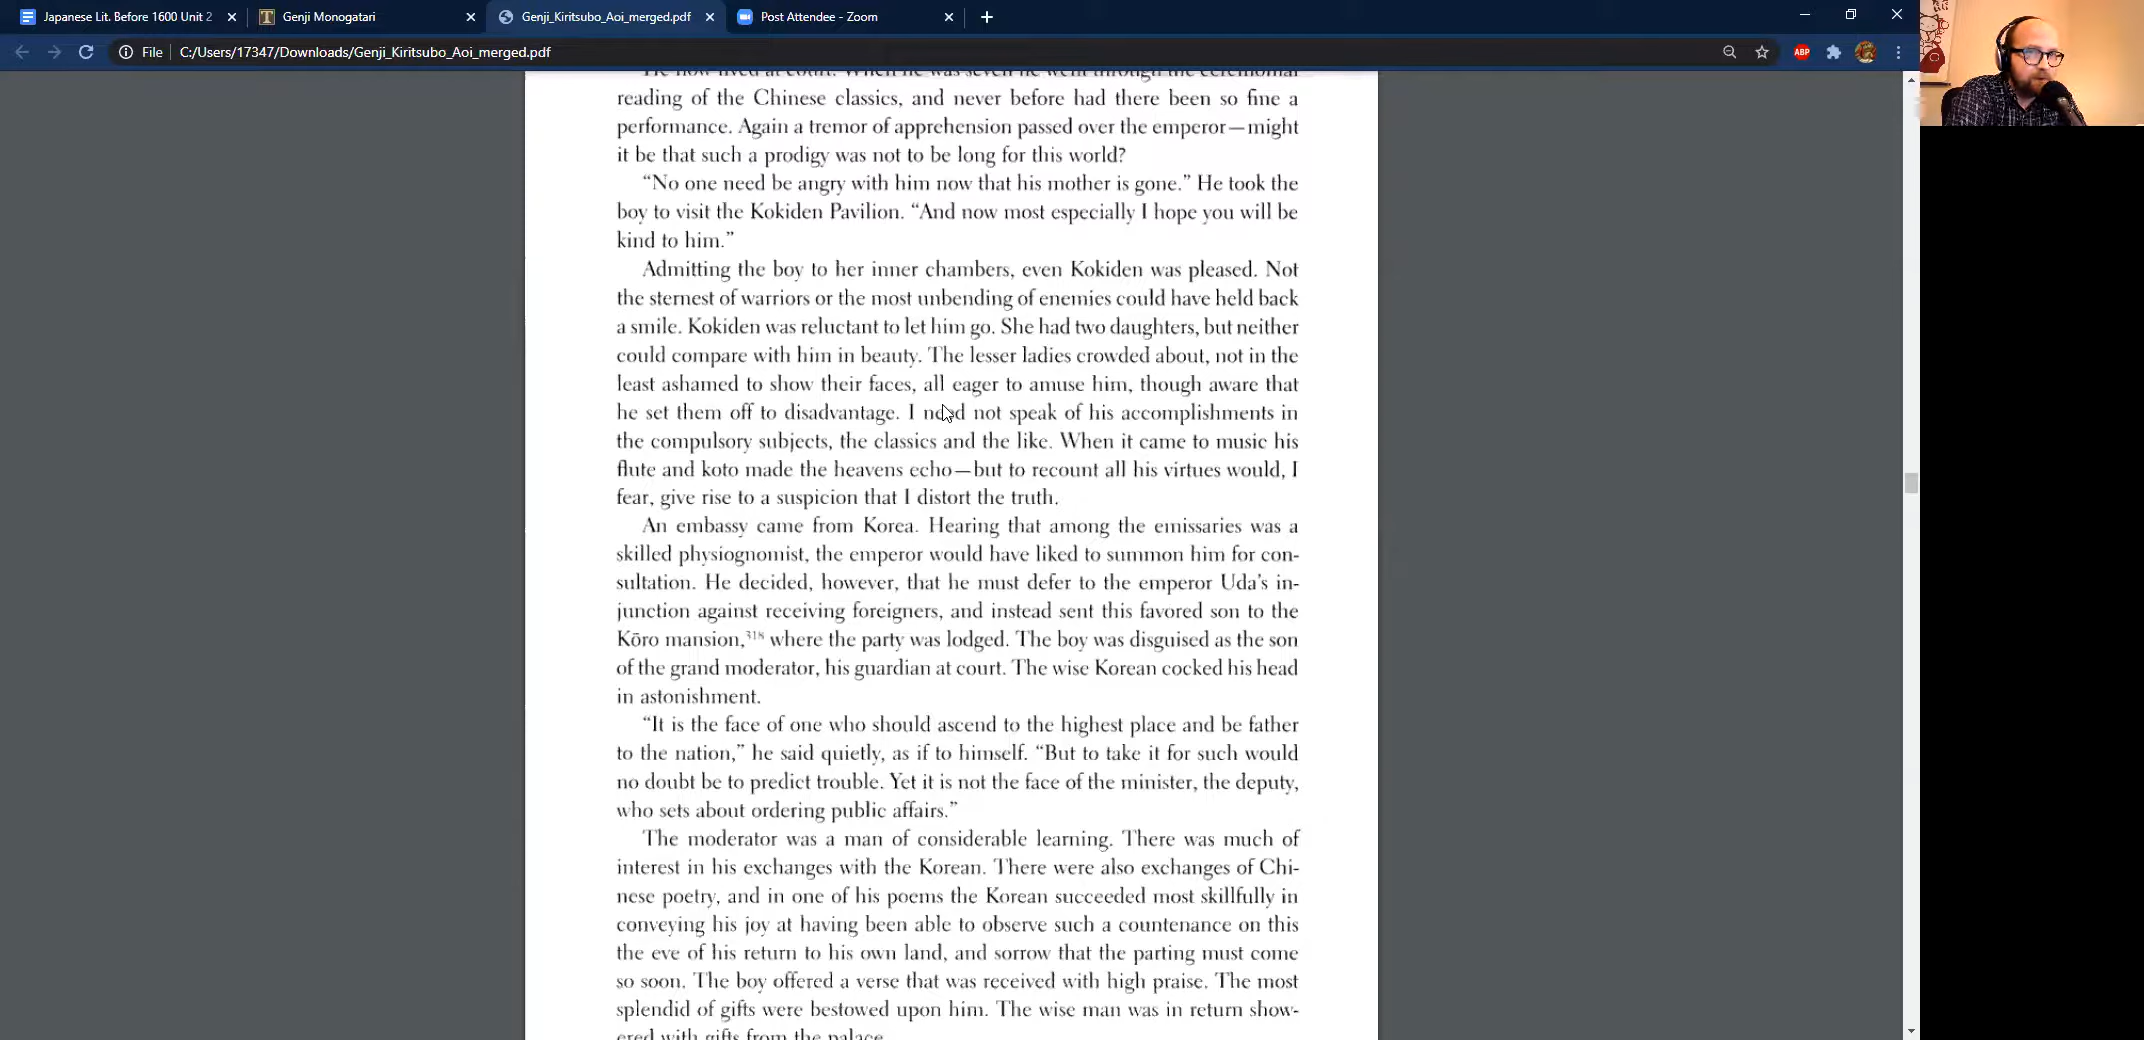 Japanese Lit. Before 1600 Unit 2
Genji Monogatari
Genji_Kiritsubo_Aoi_merged.pdf
Post Attendee - Zoom
File
C:/Users/17347/Downloads/Genji_Kiritsubo_Aoi_merged.pdf
ABP
He now lived at court. When he was seven he went through the ceremonial
reading of the Chinese classics, and never before had there been so fine a
performance. Again a tremor of apprehension passed over the emperor—might
it be that such a prodigy was not to be long for this world?
“No one need be angry with him now that his mother is gone.” He took the
boy to visit the Kokiden Pavilion. “And now most especially I hope you will be
kind to him.”
Admitting the boy to her inner chambers, even Kokiden was pleased. Not
the sternest of warriors or the most unbending of enemies could have held back
a smile. Kokiden was reluctant to let him go. She had two daughters, but neither
could compare with him in beauty. The lesser ladies crowded about, not in the
least ashamed to show their faces, all eager to amuse him, though aware that
he set them off to disadvantage. I need not speak of his accomplishments in
the compulsory subjects, the classics and the like. When it came to music his
flute and koto made the heavens echo—but to recount all his virtues would, I
fear, give rise to a suspicion that I distort the truth.
An embassy came from Korea. Hearing that among the emissaries was a
skilled physiognomist, the emperor would have liked to summon him for con-
sultation. He decided, however, that he must defer to the emperor Uda’s in-
junction against receiving foreigners, and instead sent this favored son to the
Kōro mansion,318 where the party was lodged. The boy was disguised as the son
of the grand moderator, his guardian at court. The wise Korean cocked his head
in astonishment.
“It is the face of one who should ascend to the highest place and be father
to the nation,” he said quietly, as if to himself. “But to take it for such would
no doubt be to predict trouble. Yet it is not the face of the minister, the deputy,
who sets about ordering public affairs.”
The moderator was a man of considerable learning. There was much of
interest in his exchanges with the Korean. There were also exchanges of Chi-
nese poetry, and in one of his poems the Korean succeeded most skillfully in
conveying his joy at having been able to observe such a countenance on this
the eve of his return to his own land, and sorrow that the parting must come
so soon. The boy offered a verse that was received with high praise. The most
splendid of gifts were bestowed upon him. The wise man was in return show-
ered with gifts from the palace.